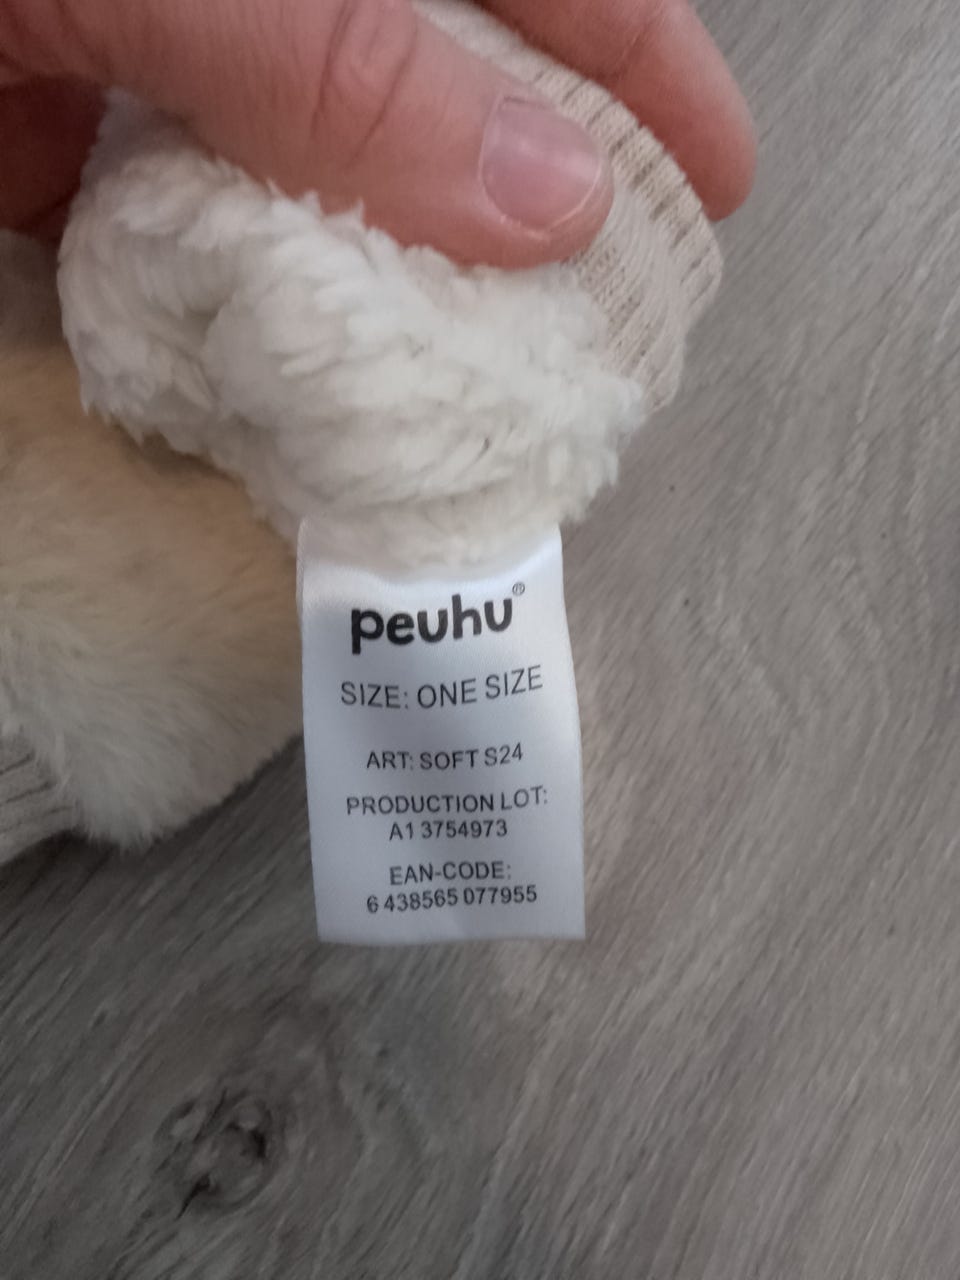 peuhu®
SIZE: ONE SIZE
ART: SOFT S24
PRODUCTION LOT:
A1 3754973
EAN-CODE:
6 438565 077955